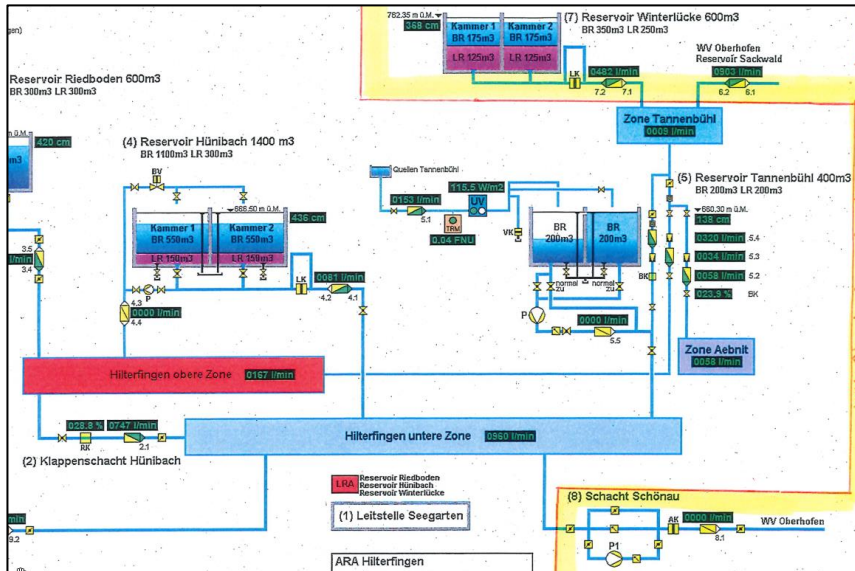 (7) Reservoir Winterlücke 600m3
BR 350m3 LR 250m3
782.35 m ü.M.
368 cm
Kammer 1
BR 175m3
LR 125m3
Kammer 2
BR 175m3
LR 125m3
LK
0482 l/min
7.2
7.1
WV Oberhofen
Reservoir Sackwald
0903 l/min
6.2
6.1
Zone Tannenbühl
0009 l/min
Reservoir Riedboden 600m3
BR 300m3 LR 300m3
420 cm
m3
(4) Reservoir Hünibach 1400 m3
BR 1100m3 LR 300m3
BV
666.50 m ü.M.
436 cm
Kammer 1
BR 550m3
LR 150m3
Kammer 2
BR 550m3
LR 150m3
P
LK
0081 l/min
4.2
4.1
4.3
4.4
0000 l/min
3.5
l/min
3.4
Quellen Tannenbühl
0153 l/min
5.1
115.5 W/m2
UV
TRM
0.04 FNU
VK
BR
200m3
BR
200m3
normal
zu
normal
zu
P
0000 l/min
5.5
(5) Reservoir Tannenbühl 400m3
BR 200m3 LR 200m3
660.30 m ü.M.
138 cm
0320 l/min
5.4
0034 l/min
5.3
0058 l/min
5.2
023.9 %
BK
BK
Zone Aebnit
0058 l/min
Hilterfingen obere Zone
0167 l/min
028.8 %
0747 l/min
RK
2.1
(2) Klappenschacht Hünibach
Hilterfingen untere Zone
0960 l/min
LRA
Reservoir Riedboden
Reservoir Hünibach
Reservoir Winterlücke
(1) Leitstelle Seegarten
ARA Hilterfingen
9.2
(8) Schacht Schönau
P1
AK
0000 l/min
8.1
WV Oberhofen